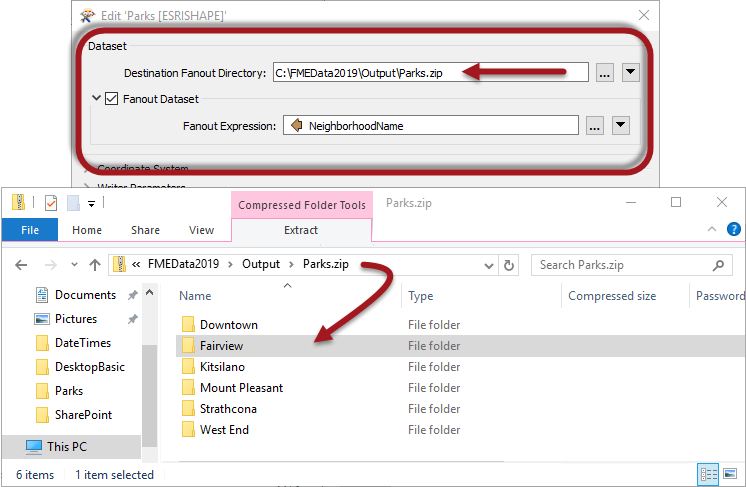 Edit 'Parks [ESRISHAPE]'
Dataset
Destination Fanout Directory: C:\FMEData2019\Output\Parks.zip ...
Fanout Dataset
Fanout Expression: NeighborhoodName ...
Coordinate System
Writer Parameters
Compressed Folder Tools Parks.zip
File Home Share View Extract
« FMEData2019 Output Parks.zip Search Parks.zip
Name Type Compressed size Password
Documents
Pictures
DateTimes
DesktopBasic
Parks
SharePoint
This PC
Downtown File folder
Fairview File folder
Kitsilano File folder
Mount Pleasant File folder
Strathcona File folder
West End File folder
6 items 1 item selected